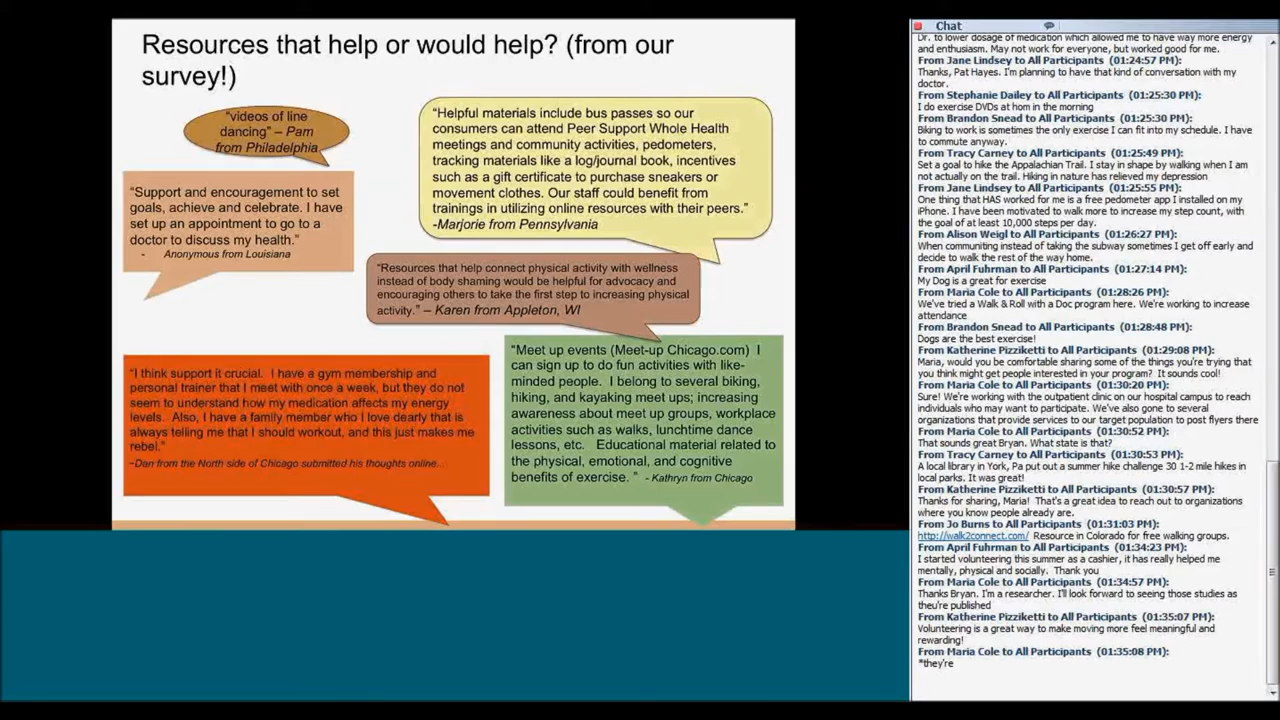 Resources that help or would help? (from our
survey!)
“videos of line
dancing” – Pam
from Philadelphia
“Helpful materials include bus passes so our
consumers can attend Peer Support Whole Health
meetings and community activities, pedometers,
tracking materials like a log/journal book, incentives
such as a gift certificate to purchase sneakers or
movement clothes. Our staff could benefit from
trainings in utilizing online resources with their peers.”
-Marjorie from Pennsylvania
“Support and encouragement to set
goals, achieve and celebrate. I have
set up an appointment to go to a
doctor to discuss my health.”
- Anonymous from Louisiana
“Resources that help connect physical activity with wellness
instead of body shaming would be helpful for advocacy and
encouraging others to take the first step to increasing physical
activity.” – Karen from Appleton, WI
“I think support it crucial. I have a gym membership and
personal trainer that I meet with once a week, but they do not
seem to understand how my medication affects my energy
levels. Also, I have a family member who I love dearly that is
always telling me that I should workout, and this just makes me
rebel.”
~Dan from the North side of Chicago submitted his thoughts online...
“Meet up events (Meet-up Chicago.com) I
can sign up to do fun activities with like-
minded people. I belong to several biking,
hiking, and kayaking meet ups; increasing
awareness about meet up groups, workplace
activities such as walks, lunchtime dance
lessons, etc. Educational material related to
the physical, emotional, and cognitive
benefits of exercise. ” - Kathryn from Chicago
Chat
Dr. to lower dosage of medication which allowed me to have way more energy
and enthusiasm. May not work for everyone, but worked good for me.
From Jane Lindsey to All Participants (01:24:57 PM):
Thanks, Pat Hayes. I'm planning to have that kind of conversation with my
doctor.
From Stephanie Dailey to All Participants (01:25:30 PM):
I do exercise DVDs at hom in the morning
From Brandon Snead to All Participants (01:25:30 PM):
Biking to work is sometimes the only exercise I can fit into my schedule. I have
to commute anyway.
From Tracy Carney to All Participants (01:25:49 PM):
Set a goal to hike the Appalachian Trail. I stay in shape by walking when I am
not actually on the trail. Hiking in nature has relieved my depression
From Jane Lindsey to All Participants (01:25:55 PM):
One thing that HAS worked for me is a free pedometer app I installed on my
iPhone. I have been motivated to walk more to increase my step count, with
the goal of at least 10,000 steps per day.
From Alison Weigl to All Participants (01:26:27 PM):
When communiting instead of taking the subway sometimes I get off early and
decide to walk the rest of the way home.
From April Fuhrman to All Participants (01:27:14 PM):
My Dog is a great for exercise
From Maria Cole to All Participants (01:28:26 PM):
We've tried a Walk & Roll with a Doc program here. We're working to increase
attendance
From Brandon Snead to All Participants (01:28:48 PM):
Dogs are the best exercise!
From Katherine Pizziketti to All Participants (01:29:08 PM):
Maria, would you be comfortable sharing some of the things you're trying that
you think might get people interested in your program? It sounds cool!
From Maria Cole to All Participants (01:30:20 PM):
Sure! We're working with the outpatient clinic on our hospital campus to reach
individuals who may want to participate. We've also gone to several
organizations that provide services to our target population to post flyers there
From Maria Cole to All Participants (01:30:52 PM):
That sounds great Bryan. What state is that?
From Tracy Carney to All Participants (01:30:53 PM):
A local library in York, Pa put out a summer hike challenge 30 1-2 mile hikes in
local parks. It was great!
From Katherine Pizziketti to All Participants (01:30:57 PM):
Thanks for sharing, Maria! That's a great idea to reach out to organizations
where you know people already are.
From Jo Burns to All Participants (01:31:03 PM):
http://walk2connect.com/ Resource in Colorado for free walking groups.
From April Fuhrman to All Participants (01:34:23 PM):
I started volunteering this summer as a cashier, it has really helped me
mentally, physical and socially. Thank you
From Maria Cole to All Participants (01:34:57 PM):
Thanks Bryan. I'm a researcher. I'll look forward to seeing those studies as
theu're published
From Katherine Pizziketti to All Participants (01:35:07 PM):
Volunteering is a great way to make moving more feel meaningful and
rewarding!
From Maria Cole to All Participants (01:35:08 PM):
*they're